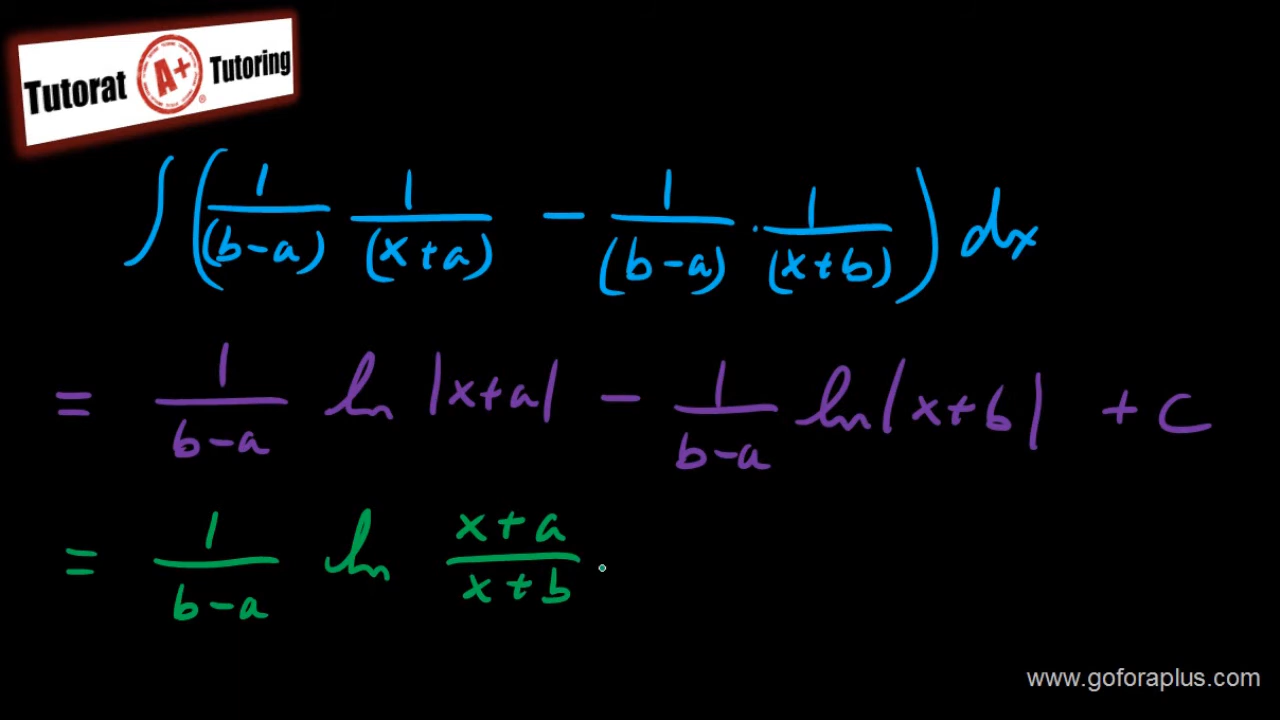 Tutorat A+ Tutoring ®
∫ ( 1/(b-a) 1/(x+a) - 1/(b-a) · 1/(x+b) ) dx
= 1/(b-a) ln |x+a| - 1/(b-a) ln |x+b| + c
= 1/(b-a) ln (x+a)/(x+b)
www.goforaplus.com